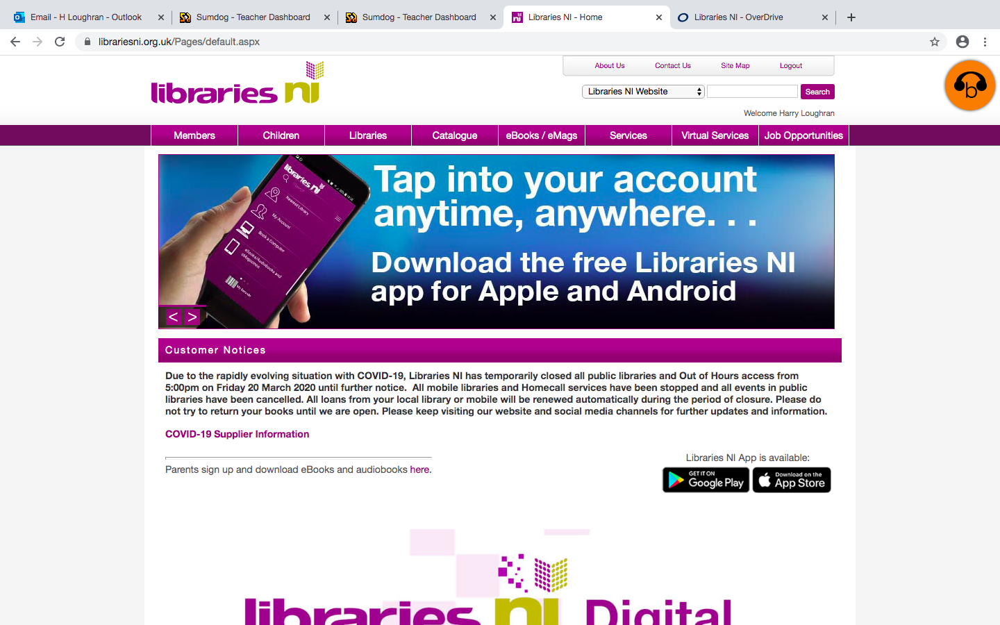 Email - H Loughran - Outlook
Sumdog - Teacher Dashboard
Sumdog - Teacher Dashboard
Libraries NI - Home
Libraries NI - OverDrive
librariesni.org.uk/Pages/default.aspx
libraries ni
About Us
Contact Us
Site Map
Logout
Libraries NI Website
Search
b
Welcome Harry Loughran
Members
Children
Libraries
Catalogue
eBooks / eMags
Services
Virtual Services
Job Opportunities
libraries ni
Nearest Library
My Account
Book a Computer
eBooks/Audiobooks and
eMagazines
Tap into your account
anytime, anywhere. . .
Download the free Libraries NI
app for Apple and Android
< >
Customer Notices
Due to the rapidly evolving situation with COVID-19, Libraries NI has temporarily closed all public libraries and Out of Hours access from
5:00pm on Friday 20 March 2020 until further notice.  All mobile libraries and Homecall services have been stopped and all events in public
libraries have been cancelled. All loans from your local library or mobile will be renewed automatically during the period of closure. Please do
not try to return your books until we are open. Please keep visiting our website and social media channels for further updates and information.
COVID-19 Supplier Information
Parents sign up and download eBooks and audiobooks here.
Libraries NI App is available:
GET IT ON
Google Play
Download on the
App Store
libraries ni Digital